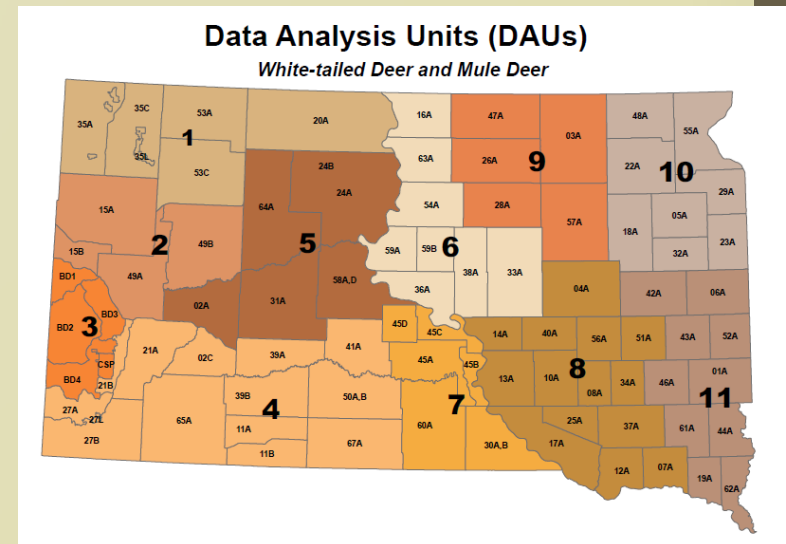 Data Analysis Units (DAUs)
White-tailed Deer and Mule Deer
35A
35C
35L
53A
1
53C
20A
16A
47A
03A
48A
55A
63A
26A
9
22A
10
24B
24A
64A
54A
28A
57A
29A
05A
18A
23A
32A
15A
2
49B
15B
49A
5
59A
59B
6
38A
33A
36A
58A,D
31A
02A
04A
42A
06A
BD1
BD2
3
BD3
CSP
BD4
21B
21A
02C
39A
41A
45D
45C
45A
45B
14A
40A
56A
51A
43A
52A
13A
10A
8
08A
34A
46A
01A
11
27A
27L
27B
65A
39B
4
11A
11B
50A,B
67A
7
60A
30A,B
25A
17A
37A
61A
44A
12A
07A
19A
62A